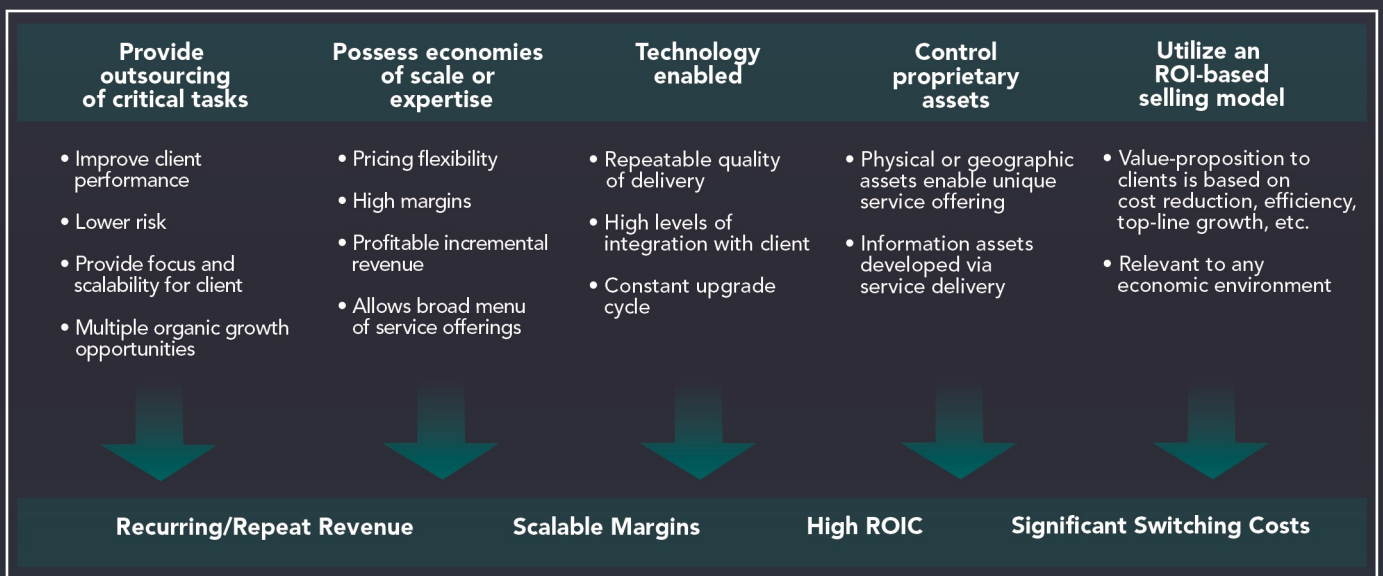 Provide
outsourcing
of critical tasks
• Improve client
performance
• Lower risk
• Provide focus and
scalability for client
• Multiple organic growth
opportunities
Possess economies
of scale or
expertise
• Pricing flexibility
• High margins
• Profitable incremental
revenue
• Allows broad menu
of service offerings
Technology
enabled
• Repeatable quality
of delivery
• High levels of
integration with client
• Constant upgrade
cycle
Control
proprietary
assets
• Physical or geographic
assets enable unique
service offering
• Information assets
developed via
service delivery
Utilize an
ROI-based
selling model
• Value-proposition to
clients is based on
cost reduction, efficiency,
top-line growth, etc.
• Relevant to any
economic environment
Recurring/Repeat Revenue
Scalable Margins
High ROIC
Significant Switching Costs